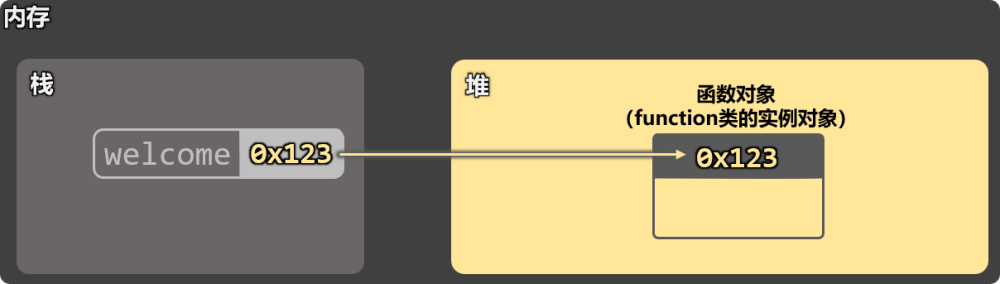 内存
栈
堆
函数对象
（function类的实例对象）
welcome 0x123
0x123